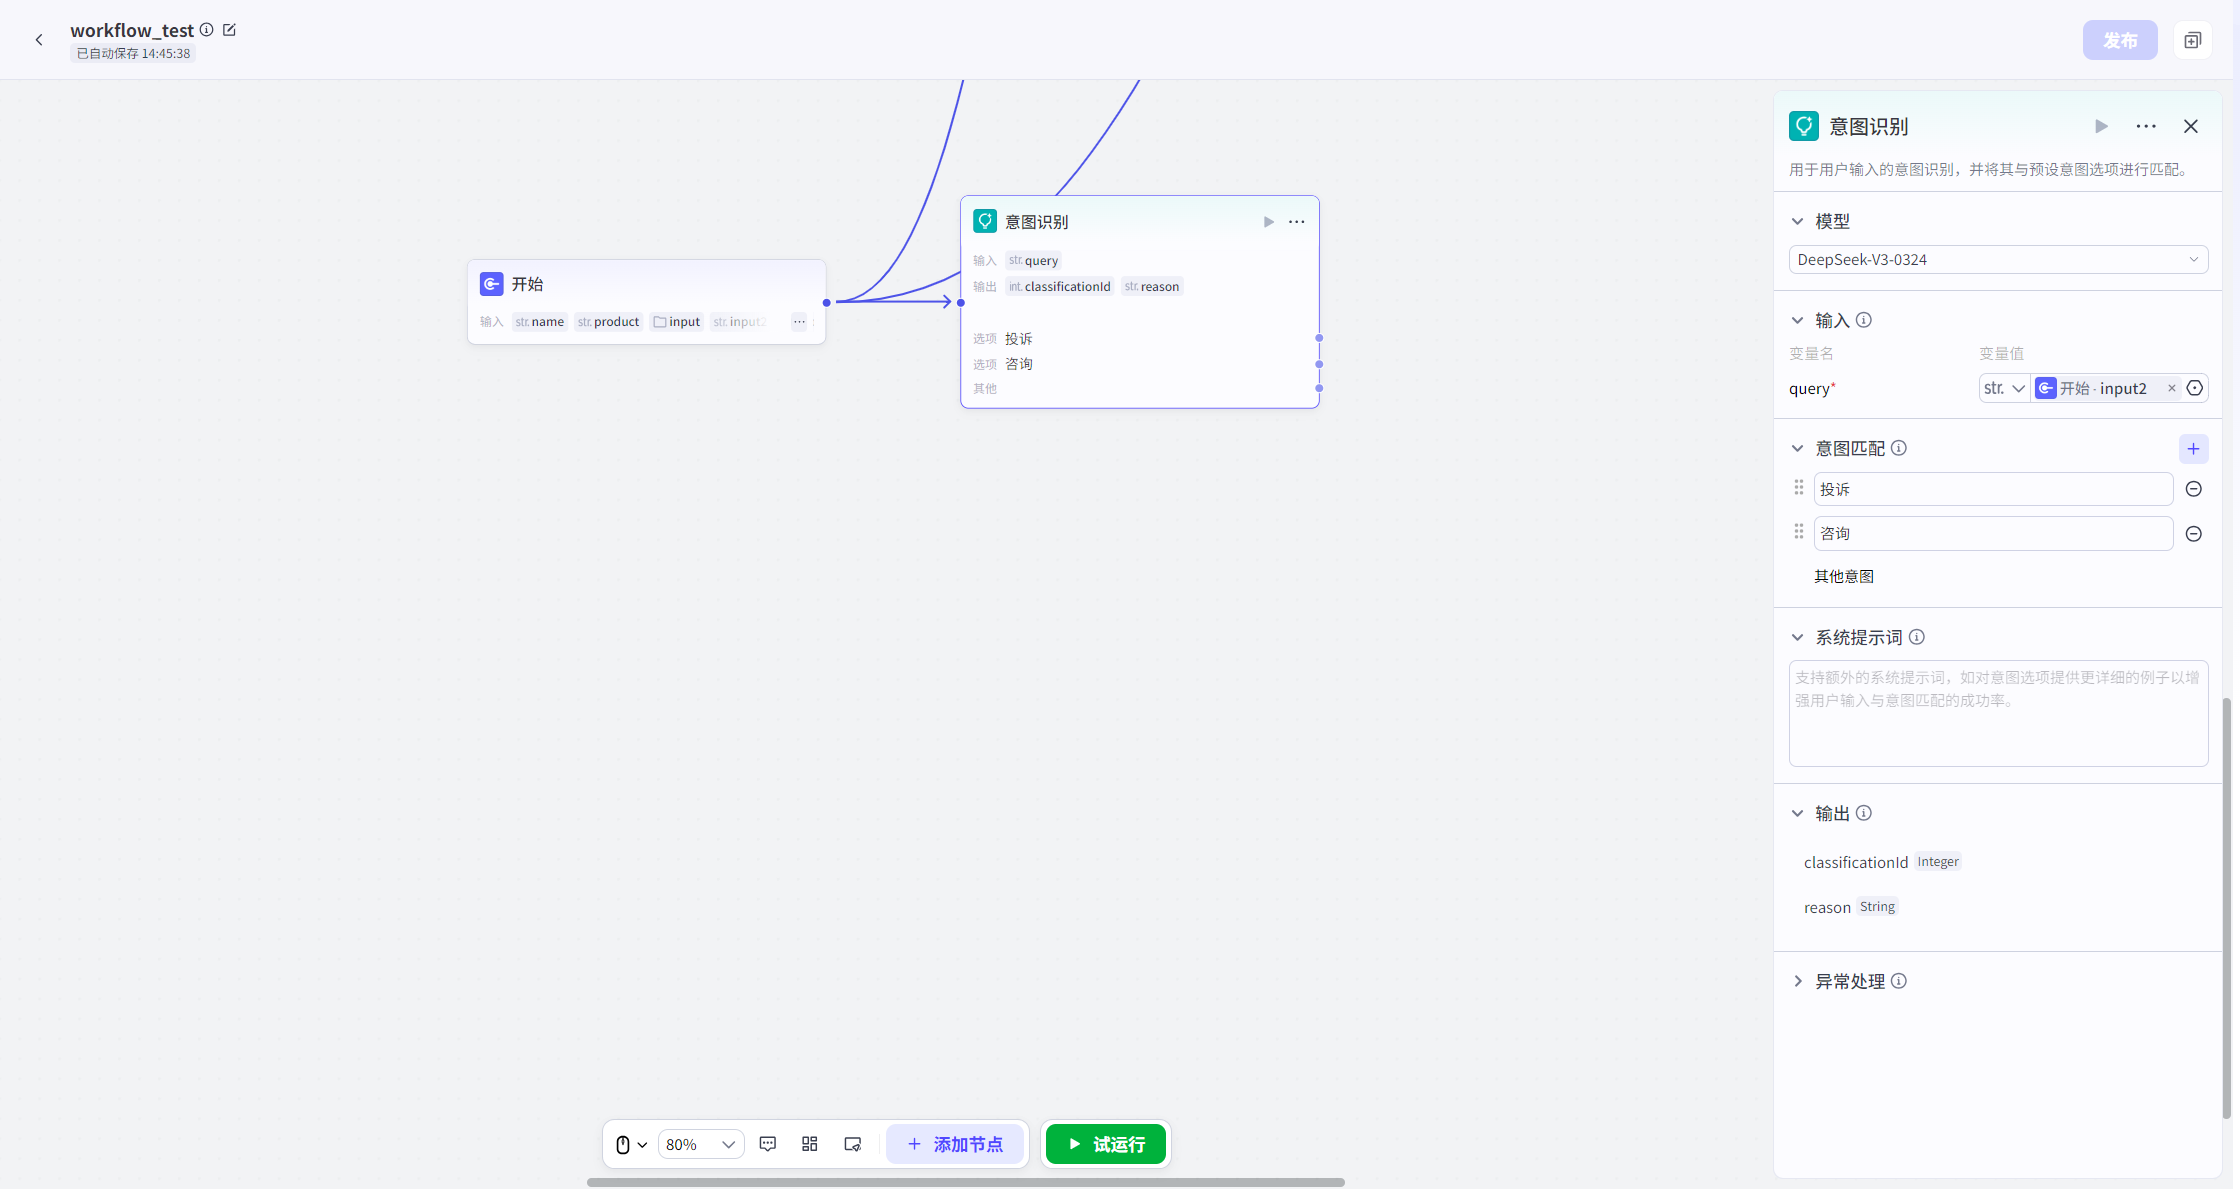 workflow_test
已自动保存 14:45:38
发布
开始
输入 str. name str. product input str. input2 ...
意图识别
输入 str. query
输出 int. classificationId str. reason
选项 投诉
选项 咨询
其他
意图识别
用于用户输入的意图识别，并将其与预设意图选项进行匹配。
模型
DeepSeek-V3-0324
输入
变量名 变量值
query* str. 开始 · input2
意图匹配
投诉
咨询
其他意图
系统提示词
支持额外的系统提示词，如对意图选项提供更详细的例子以增
强用户输入与意图匹配的成功率。
输出
classificationId Integer
reason String
异常处理
80%
添加节点
试运行